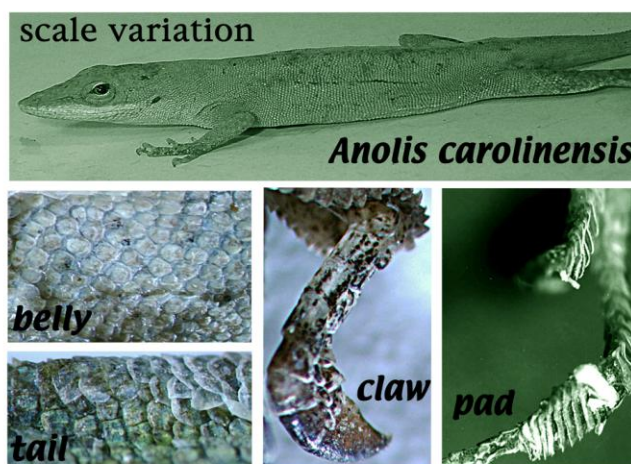 scale variation
Anolis carolinensis
belly
claw
pad
tail